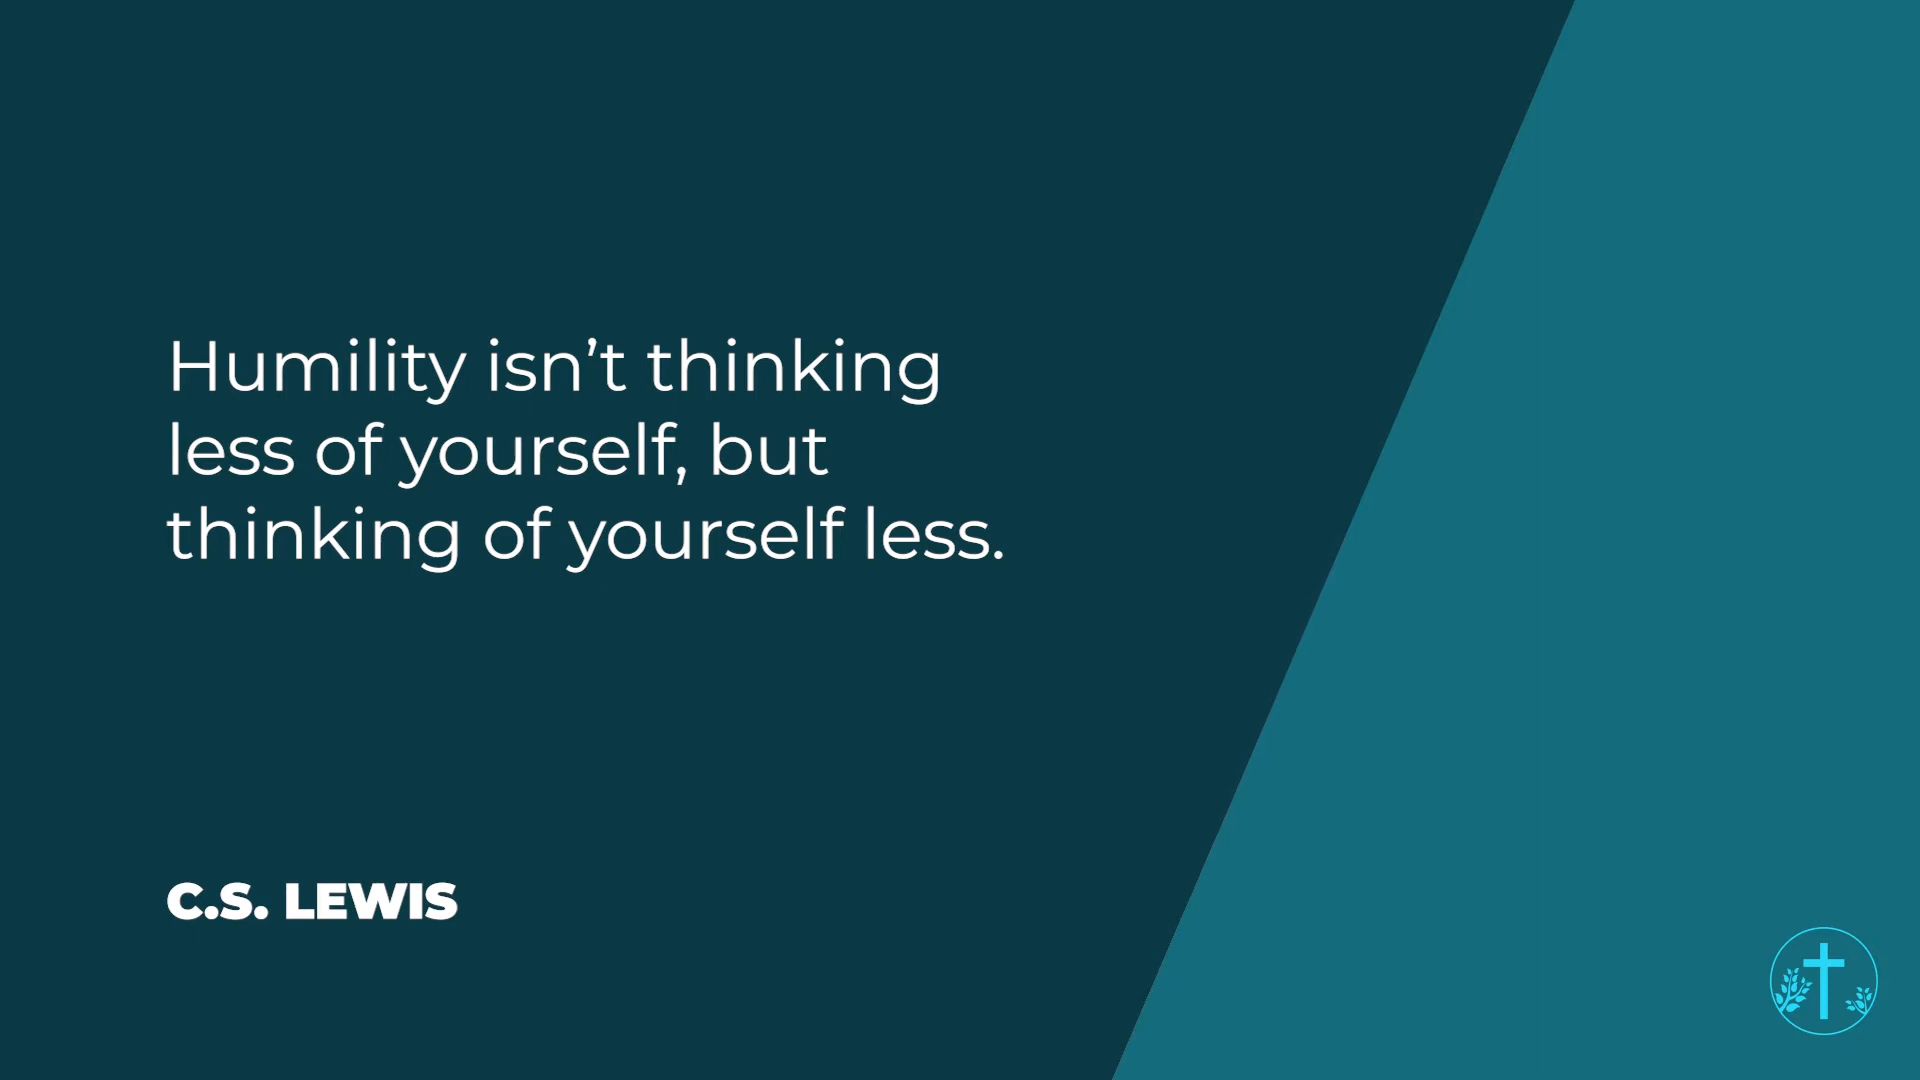 Humility isn’t thinking
less of yourself, but
thinking of yourself less.
C.S. LEWIS